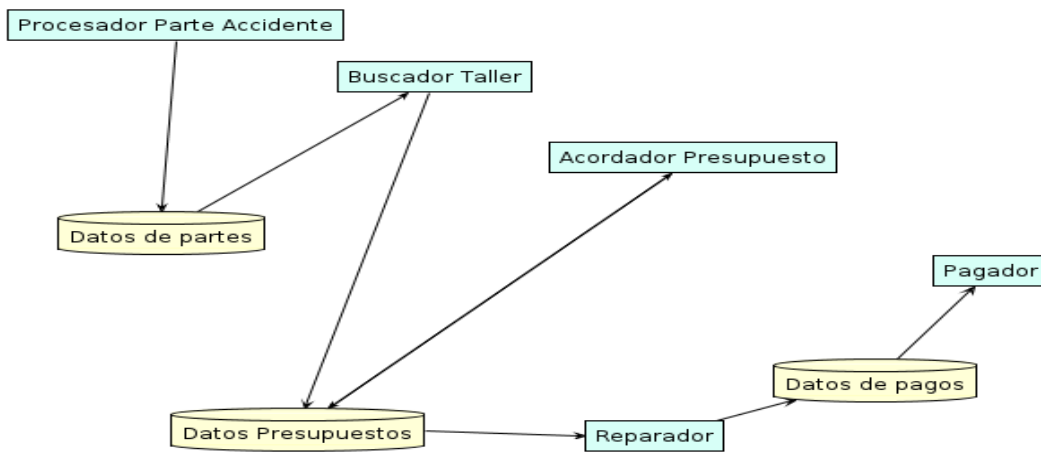 Procesador Parte Accidente
Buscador Taller
Acordador Presupuesto
Datos de partes
Pagador
Datos de pagos
Datos Presupuestos
Reparador